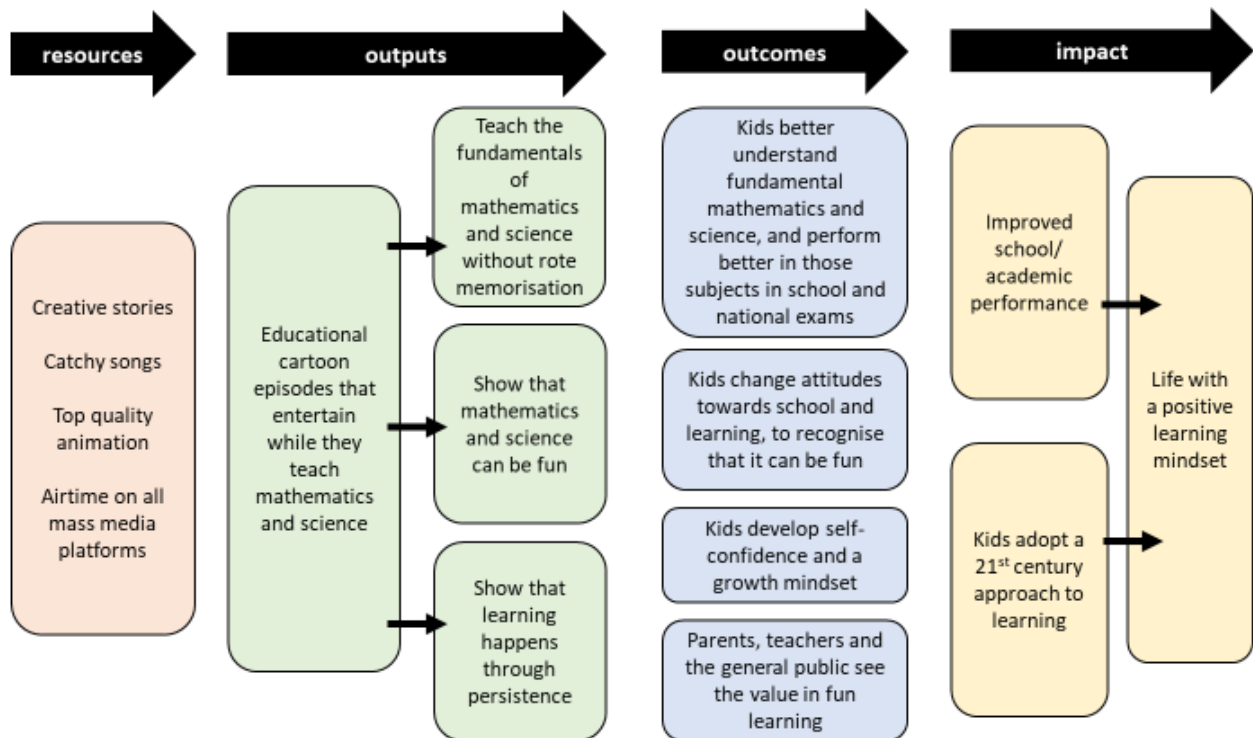 resources
outputs
outcomes
impact
Creative stories
Catchy songs
Top quality
animation
Airtime on all
mass media
platforms
Educational
cartoon
episodes that
entertain
while they
teach
mathematics
and science
Teach the
fundamentals
of
mathematics
and science
without rote
memorisation
Show that
mathematics
and science
can be fun
Show that
learning
happens
through
persistence
Kids better
understand
fundamental
mathematics and
science, and perform
better in those
subjects in school and
national exams
Kids change attitudes
towards school and
learning, to recognise
that it can be fun
Kids develop self-
confidence and a
growth mindset
Parents, teachers and
the general public see
the value in fun
learning
Improved
school/
academic
performance
Kids adopt a
21st century
approach to
learning
Life with
a positive
learning
mindset